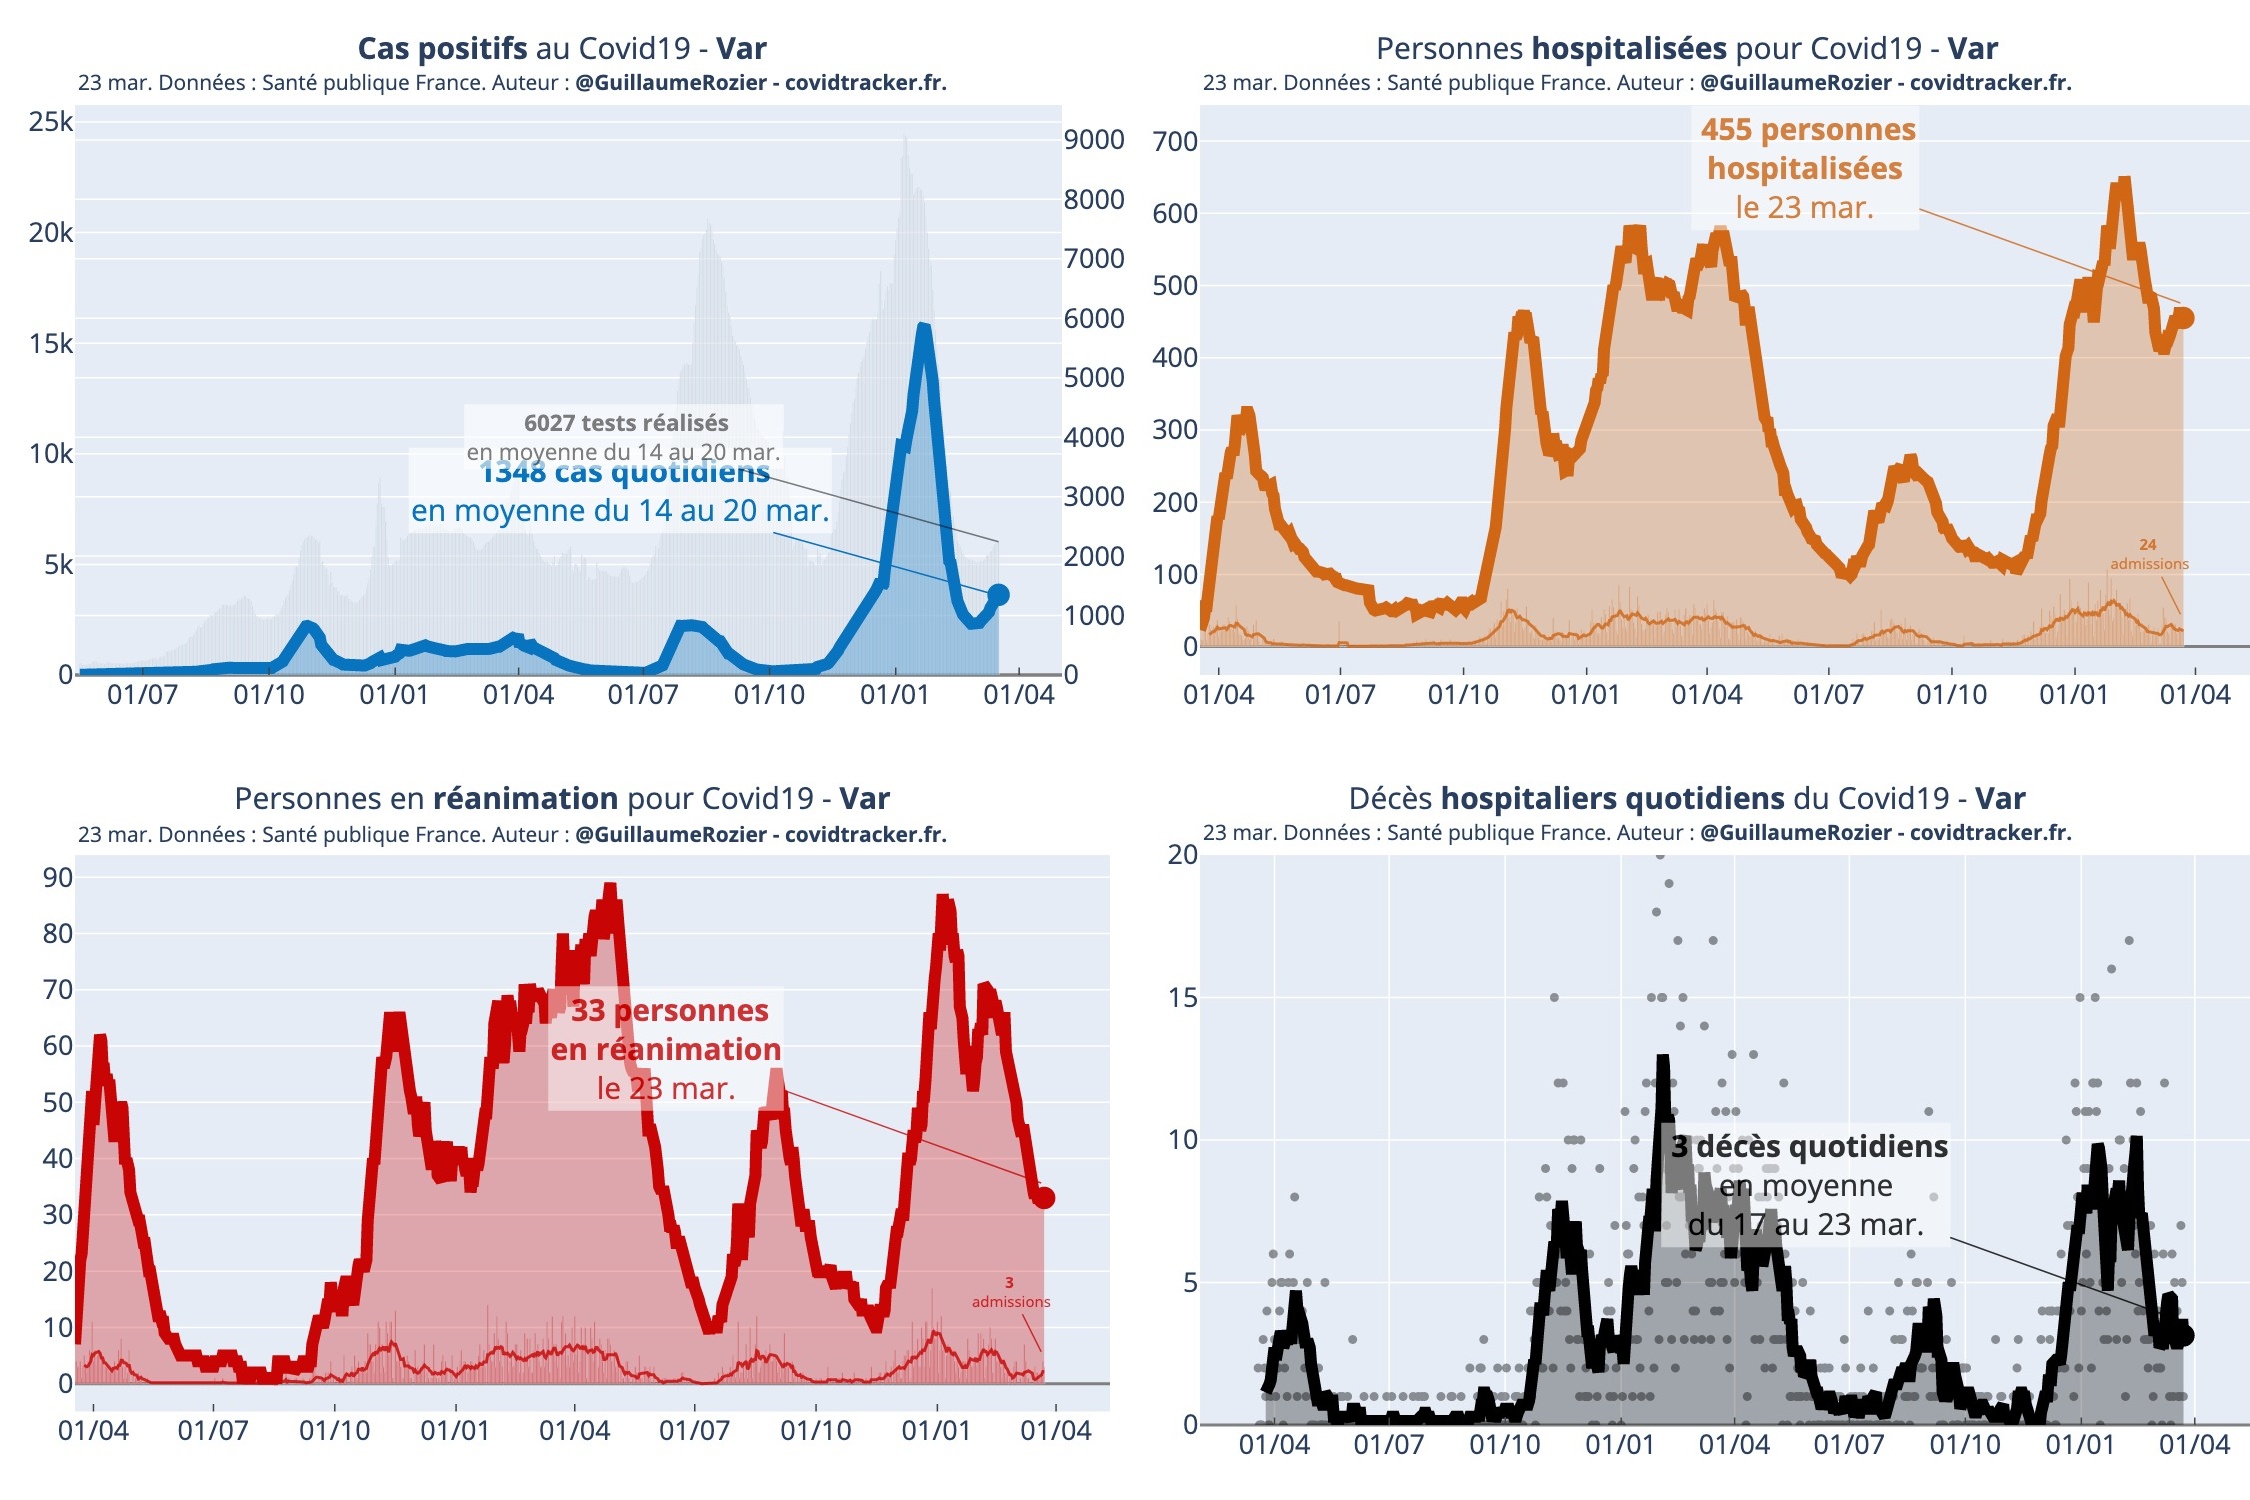 Cas positifs au Covid19 - Var
23 mar. Données : Santé publique France. Auteur : @GuillaumeRozier - covidtracker.fr.
25k
20k
15k
10k
5k
0
9000
8000
7000
6000
5000
4000
3000
2000
1000
0
6027 tests réalisés
en moyenne du 14 au 20 mar.
1348 cas quotidiens
en moyenne du 14 au 20 mar.
01/07 01/10 01/01 01/04 01/07 01/10 01/01 01/04
Personnes hospitalisées pour Covid19 - Var
23 mar. Données : Santé publique France. Auteur : @GuillaumeRozier - covidtracker.fr.
700
600
500
400
300
200
100
0
455 personnes
hospitalisées
le 23 mar.
24
admissions
01/04 01/07 01/10 01/01 01/04 01/07 01/10 01/01 01/04
Personnes en réanimation pour Covid19 - Var
23 mar. Données : Santé publique France. Auteur : @GuillaumeRozier - covidtracker.fr.
90
80
70
60
50
40
30
20
10
0
33 personnes
en réanimation
le 23 mar.
3
admissions
01/04 01/07 01/10 01/01 01/04 01/07 01/10 01/01 01/04
Décès hospitaliers quotidiens du Covid19 - Var
23 mar. Données : Santé publique France. Auteur : @GuillaumeRozier - covidtracker.fr.
20
15
10
5
0
3 décès quotidiens
en moyenne
du 17 au 23 mar.
01/04 01/07 01/10 01/01 01/04 01/07 01/10 01/01 01/04